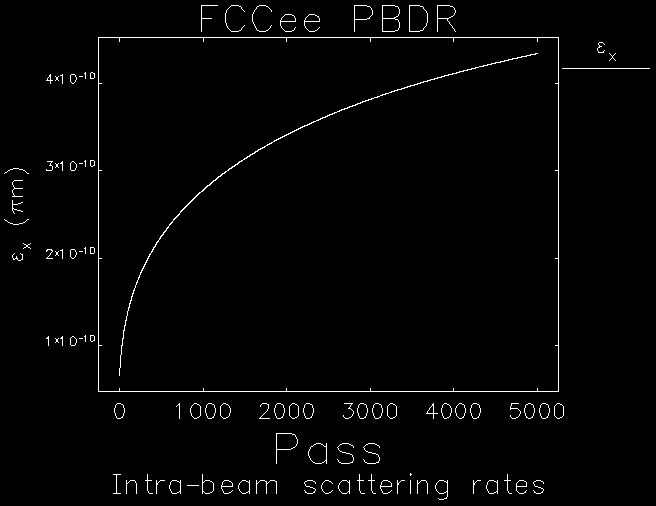 FCCee PBDR
εx
4×10-10
3×10-10
2×10-10
1×10-10
εx (πm)
0 1000 2000 3000 4000 5000
Pass
Intra-beam scattering rates